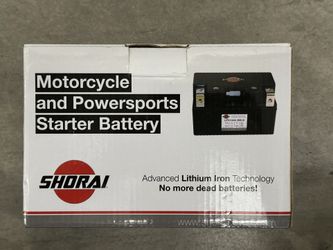 Motorcycle
and Powersports
Starter Battery
SHORAI
Advanced Lithium Iron Technology
No more dead batteries!